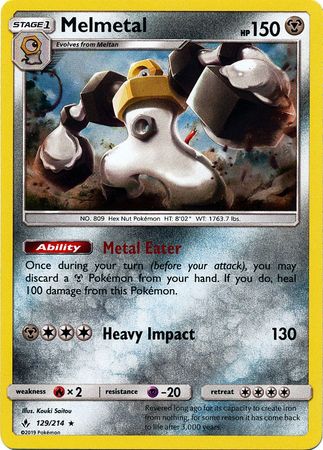 STAGE1 Melmetal HP 150
Evolves from Meltan
NO. 809 Hex Nut Pokémon HT: 8'02" WT: 1763.7 lbs.
Ability Metal Eater
Once during your turn (before your attack), you may
discard a Pokémon from your hand. If you do, heal
100 damage from this Pokémon.
Heavy Impact 130
weakness × 2 resistance -20 retreat
Illus. Kouki Saitou
129/214 ★
©2019 Pokémon
Revered long ago for its capacity to create iron
from nothing, for some reason it has come back
to life after 3,000 years.